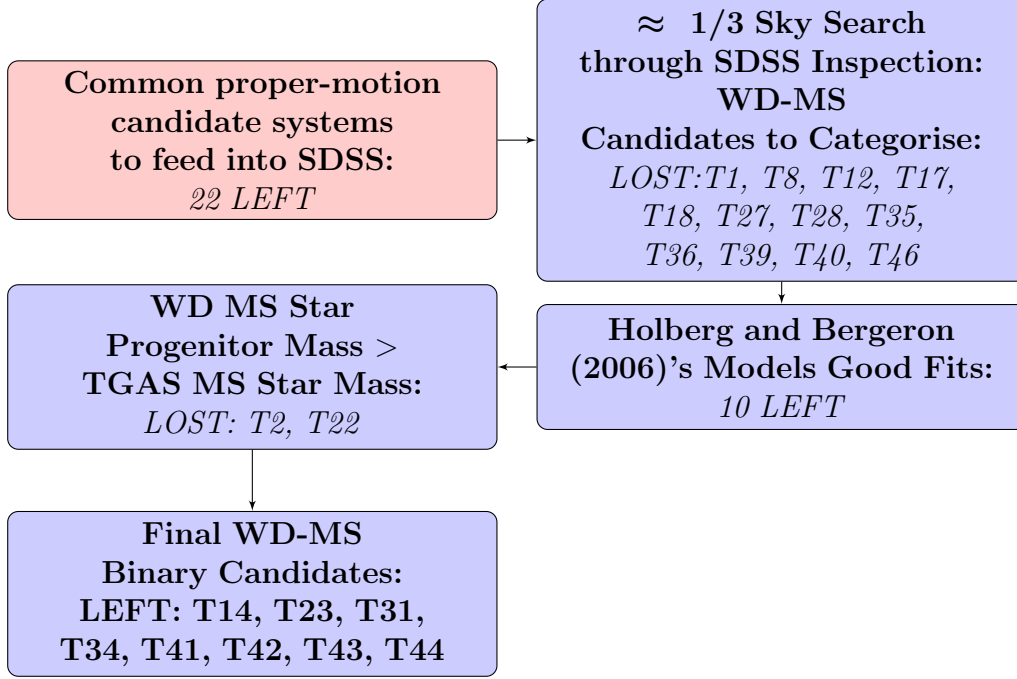 Common proper-motion
candidate systems
to feed into SDSS:
22 LEFT
≈ 1/3 Sky Search
through SDSS Inspection:
WD-MS
Candidates to Categorise:
LOST:T1, T8, T12, T17,
T18, T27, T28, T35,
T36, T39, T40, T46
Holberg and Bergeron
(2006)'s Models Good Fits:
10 LEFT
WD MS Star
Progenitor Mass >
TGAS MS Star Mass:
LOST: T2, T22
Final WD-MS
Binary Candidates:
LEFT: T14, T23, T31,
T34, T41, T42, T43, T44